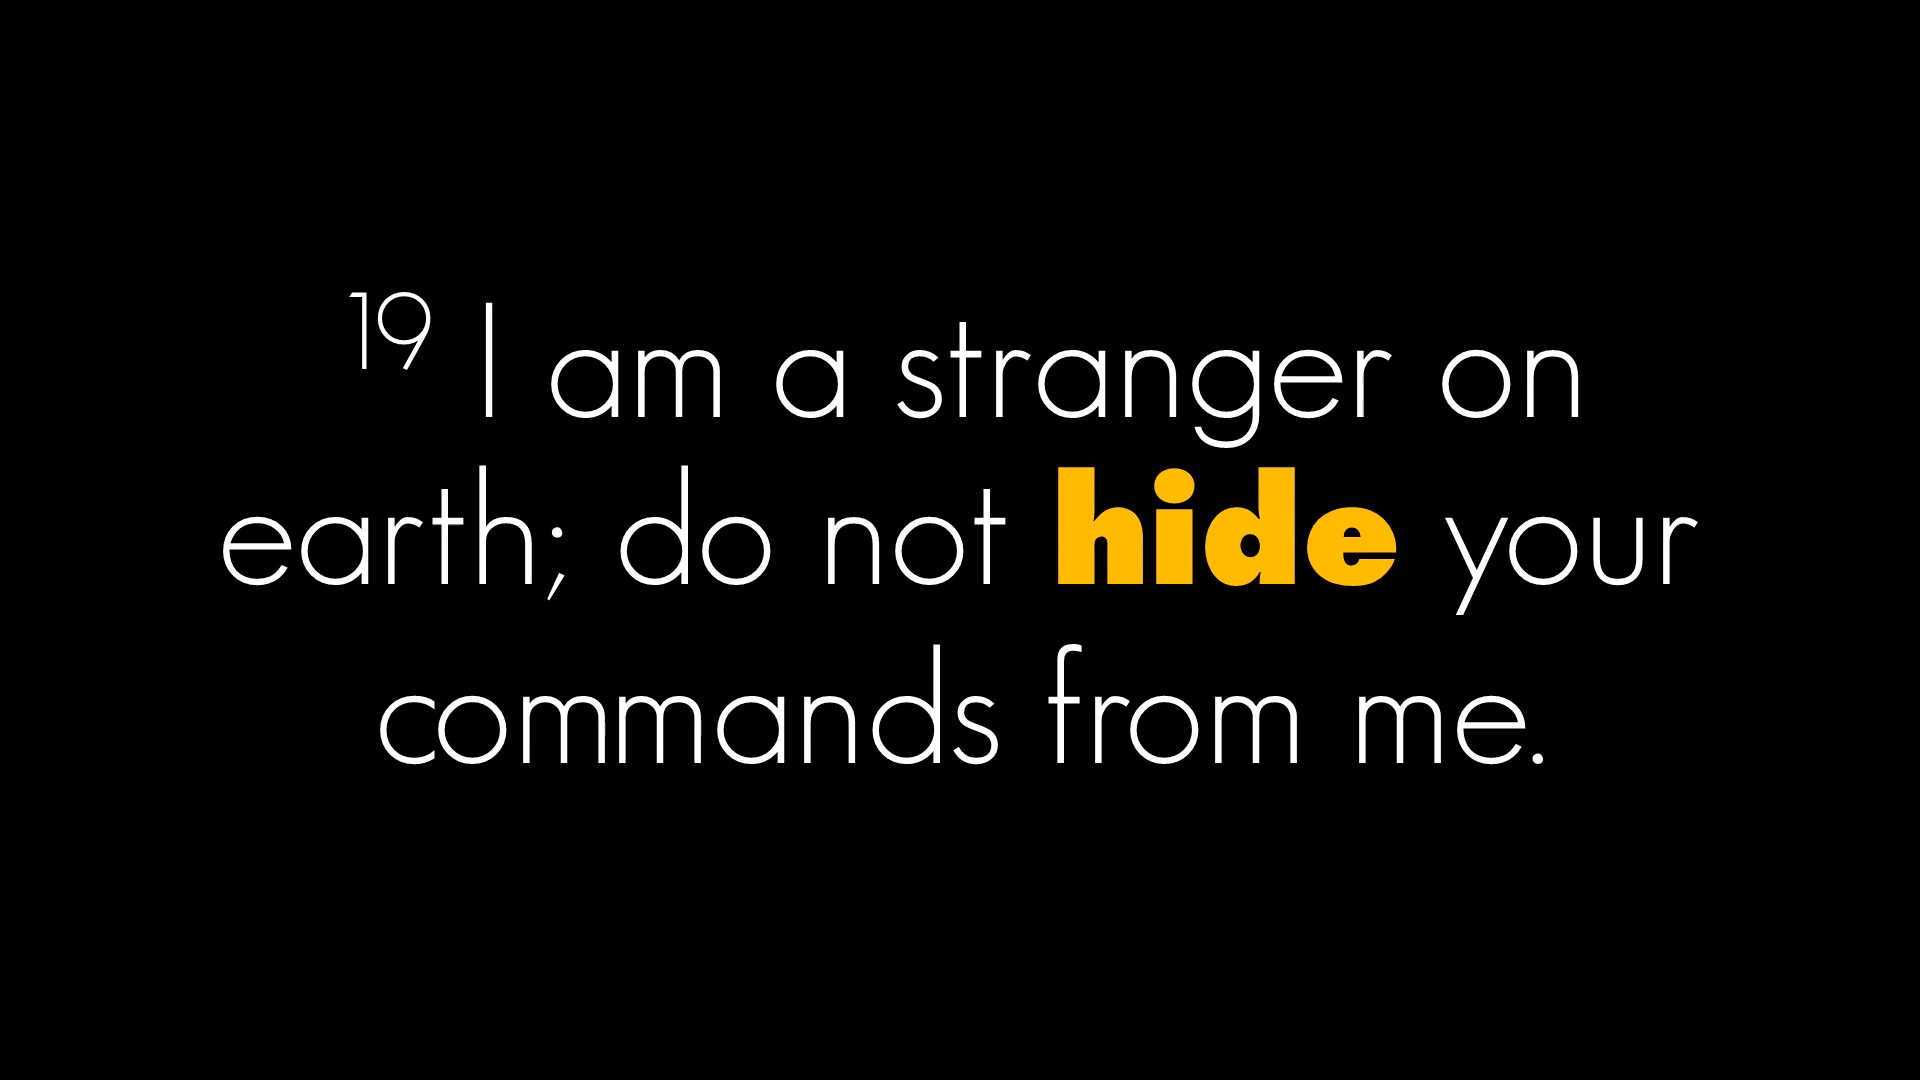 19 I am a stranger on
earth; do not hide your
commands from me.